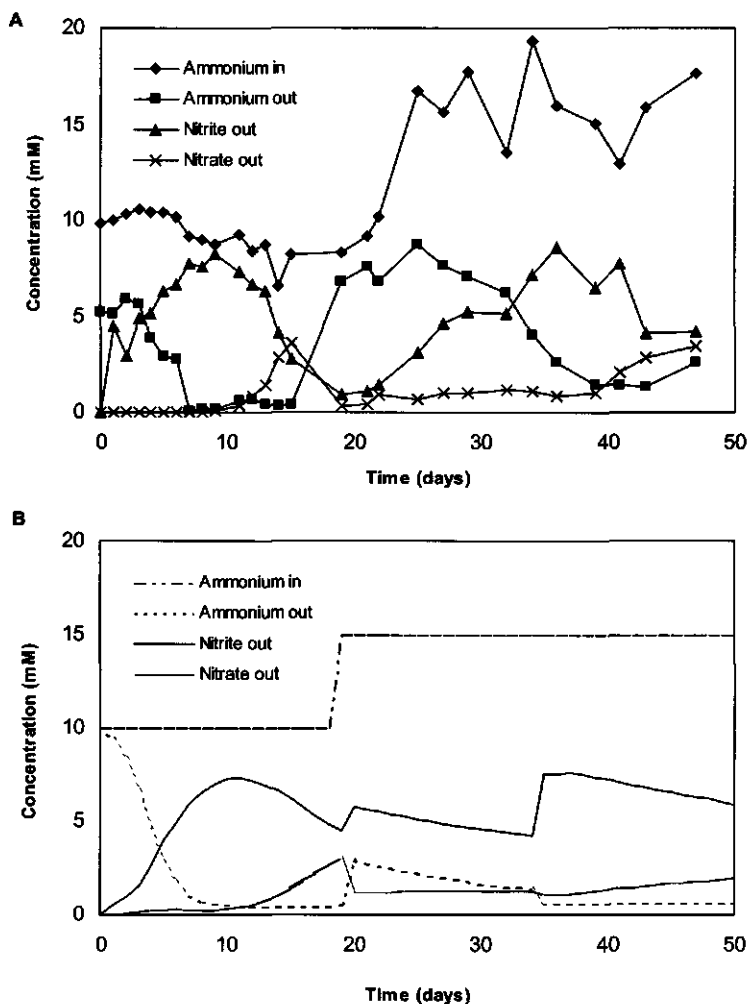 A
20
15
10
5
0
Concentration (mM)
Ammonium in
Ammonium out
Nitrite out
Nitrate out
0 10 20 30 40 50
Time (days)
B
20
15
10
5
0
Concentration (mM)
Ammonium in
Ammonium out
Nitrite out
Nitrate out
0 10 20 30 40 50
Time (days)